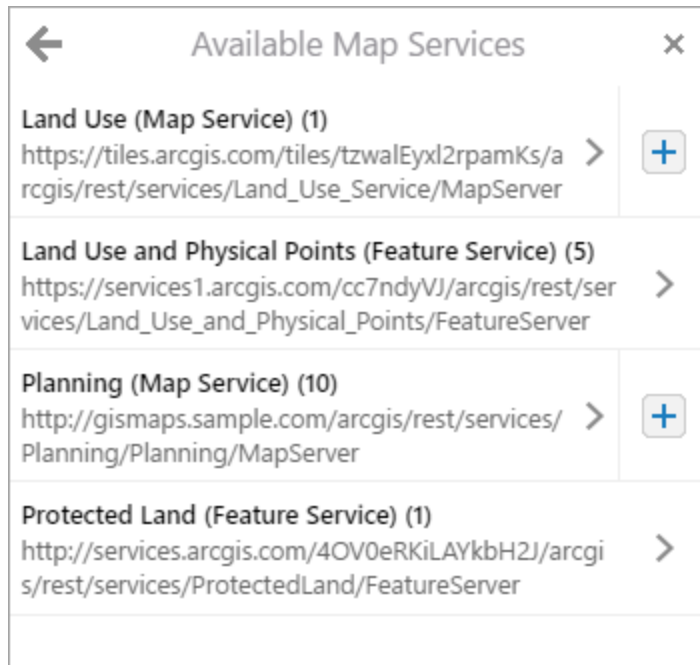 Available Map Services
Land Use (Map Service) (1)
https://tiles.arcgis.com/tiles/tzwalEyxl2rpamKs/a
rcgis/rest/services/Land_Use_Service/MapServer
Land Use and Physical Points (Feature Service) (5)
https://services1.arcgis.com/cc7ndyVJ/arcgis/rest/ser
vices/Land_Use_and_Physical_Points/FeatureServer
Planning (Map Service) (10)
http://gismaps.sample.com/arcgis/rest/services/
Planning/Planning/MapServer
Protected Land (Feature Service) (1)
http://services.arcgis.com/4OV0eRKiLAYkbH2J/arcgi
s/rest/services/ProtectedLand/FeatureServer